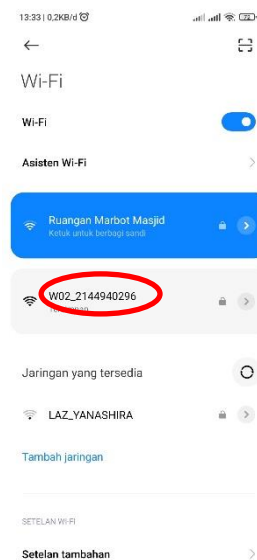 13:33 | 0,2KB/d
72
Wi-Fi
Wi-Fi
Asisten Wi-Fi
Ruangan Marbot Masjid
Ketuk untuk berbagi sandi
W02_2144940296
Jaringan yang tersedia
LAZ_YANASHIRA
Tambah jaringan
SETELAN WI-FI
Setelan tambahan